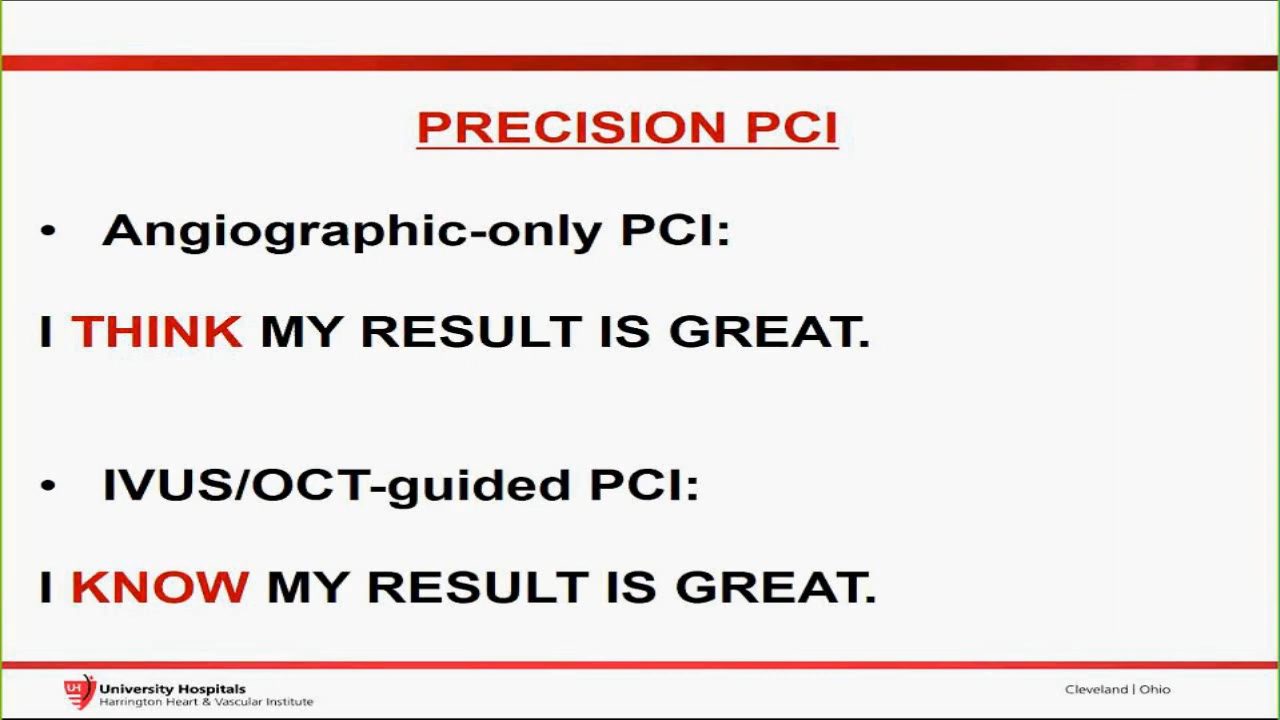 PRECISION PCI
• Angiographic-only PCI:
I THINK MY RESULT IS GREAT.
• IVUS/OCT-guided PCI:
I KNOW MY RESULT IS GREAT.
UH University Hospitals
Harrington Heart & Vascular Institute
Cleveland | Ohio